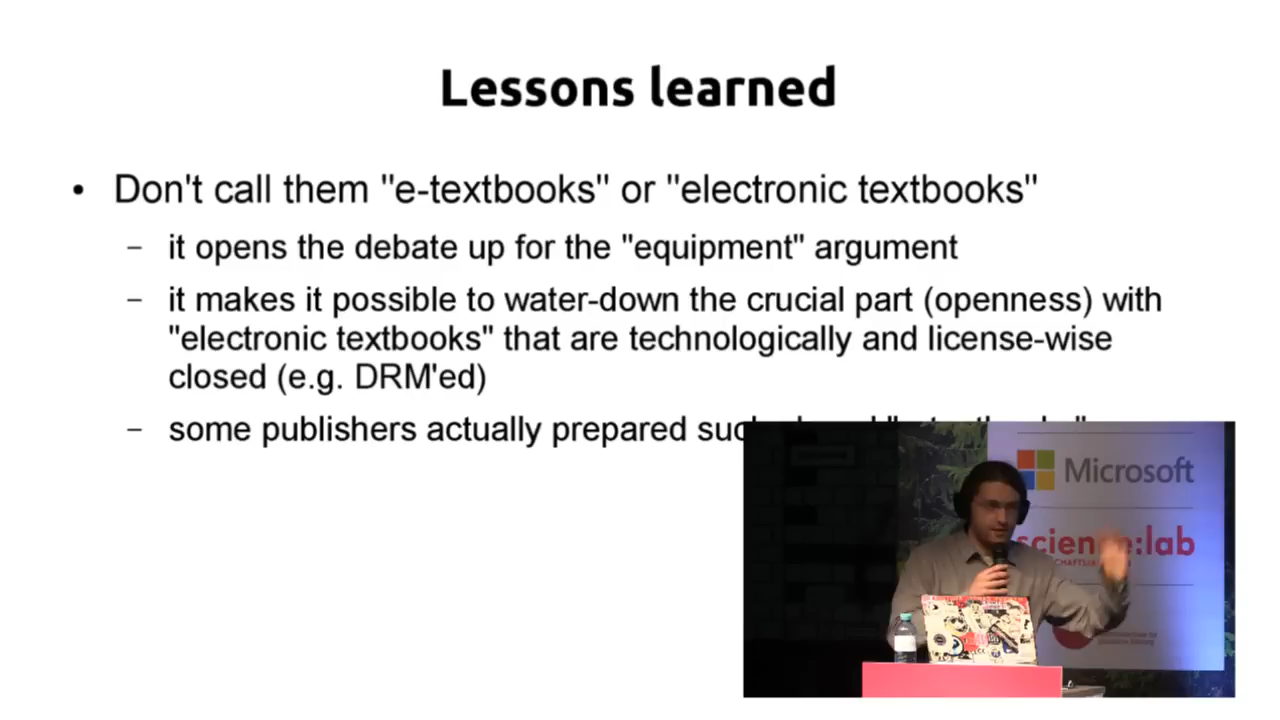 Lessons learned
• Don't call them "e-textbooks" or "electronic textbooks"
– it opens the debate up for the "equipment" argument
– it makes it possible to water-down the crucial part (openness) with
"electronic textbooks" that are technologically and license-wise
closed (e.g. DRM'ed)
– some publishers actually prepared
Microsoft
:lab